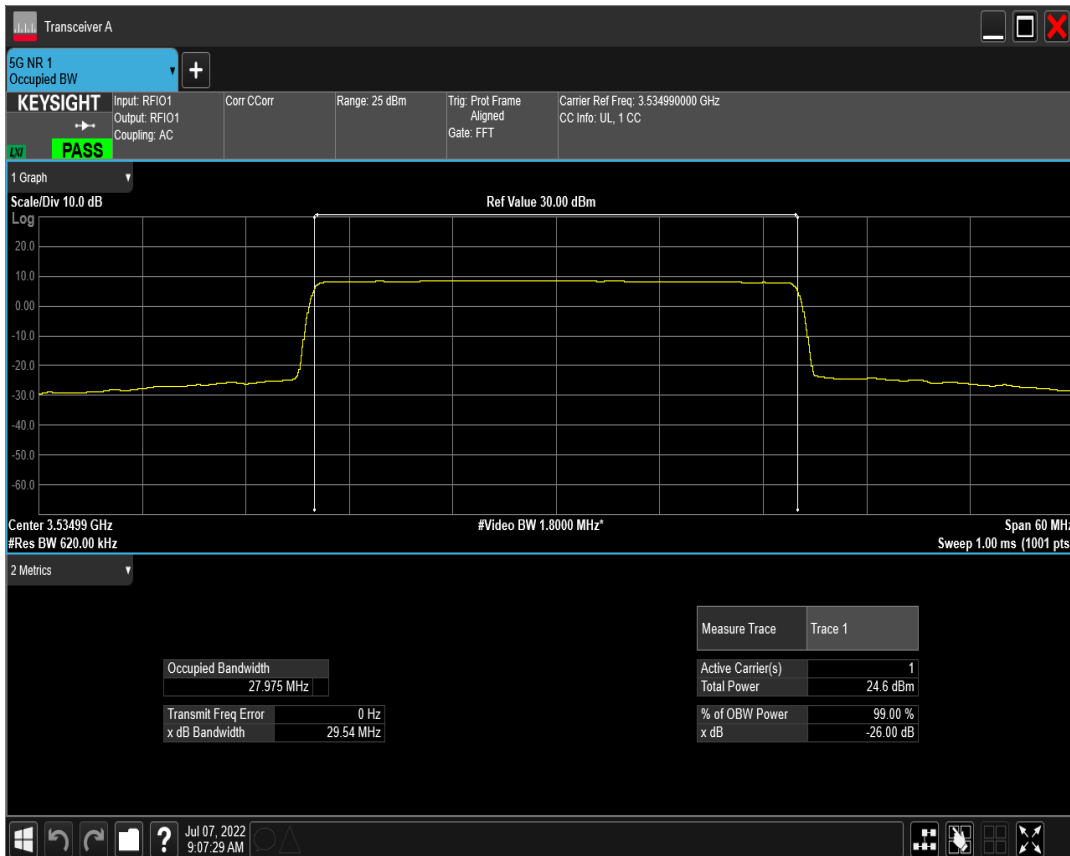 Transceiver A
5G NR 1
Occupied BW
+
KEYSIGHT
LXI
PASS
Input: RFIO1
Output: RFIO1
Coupling: AC
Corr CCorr
Range: 25 dBm
Trig: Prot Frame
Aligned
Gate: FFT
Carrier Ref Freq: 3.534990000 GHz
CC Info: UL, 1 CC
1 Graph
Scale/Div 10.0 dB
Ref Value 30.00 dBm
Log
20.0
10.0
0.00
-10.0
-20.0
-30.0
-40.0
-50.0
-60.0
Center 3.53499 GHz
#Video BW 1.8000 MHz*
Span 60 MHz
#Res BW 620.00 kHz
Sweep 1.00 ms (1001 pts
2 Metrics
Measure Trace Trace 1
Occupied Bandwidth
27.975 MHz
Active Carrier(s) 1
Total Power 24.6 dBm
Transmit Freq Error 0 Hz
x dB Bandwidth 29.54 MHz
% of OBW Power 99.00 %
x dB -26.00 dB
?
Jul 07, 2022
9:07:29 AM